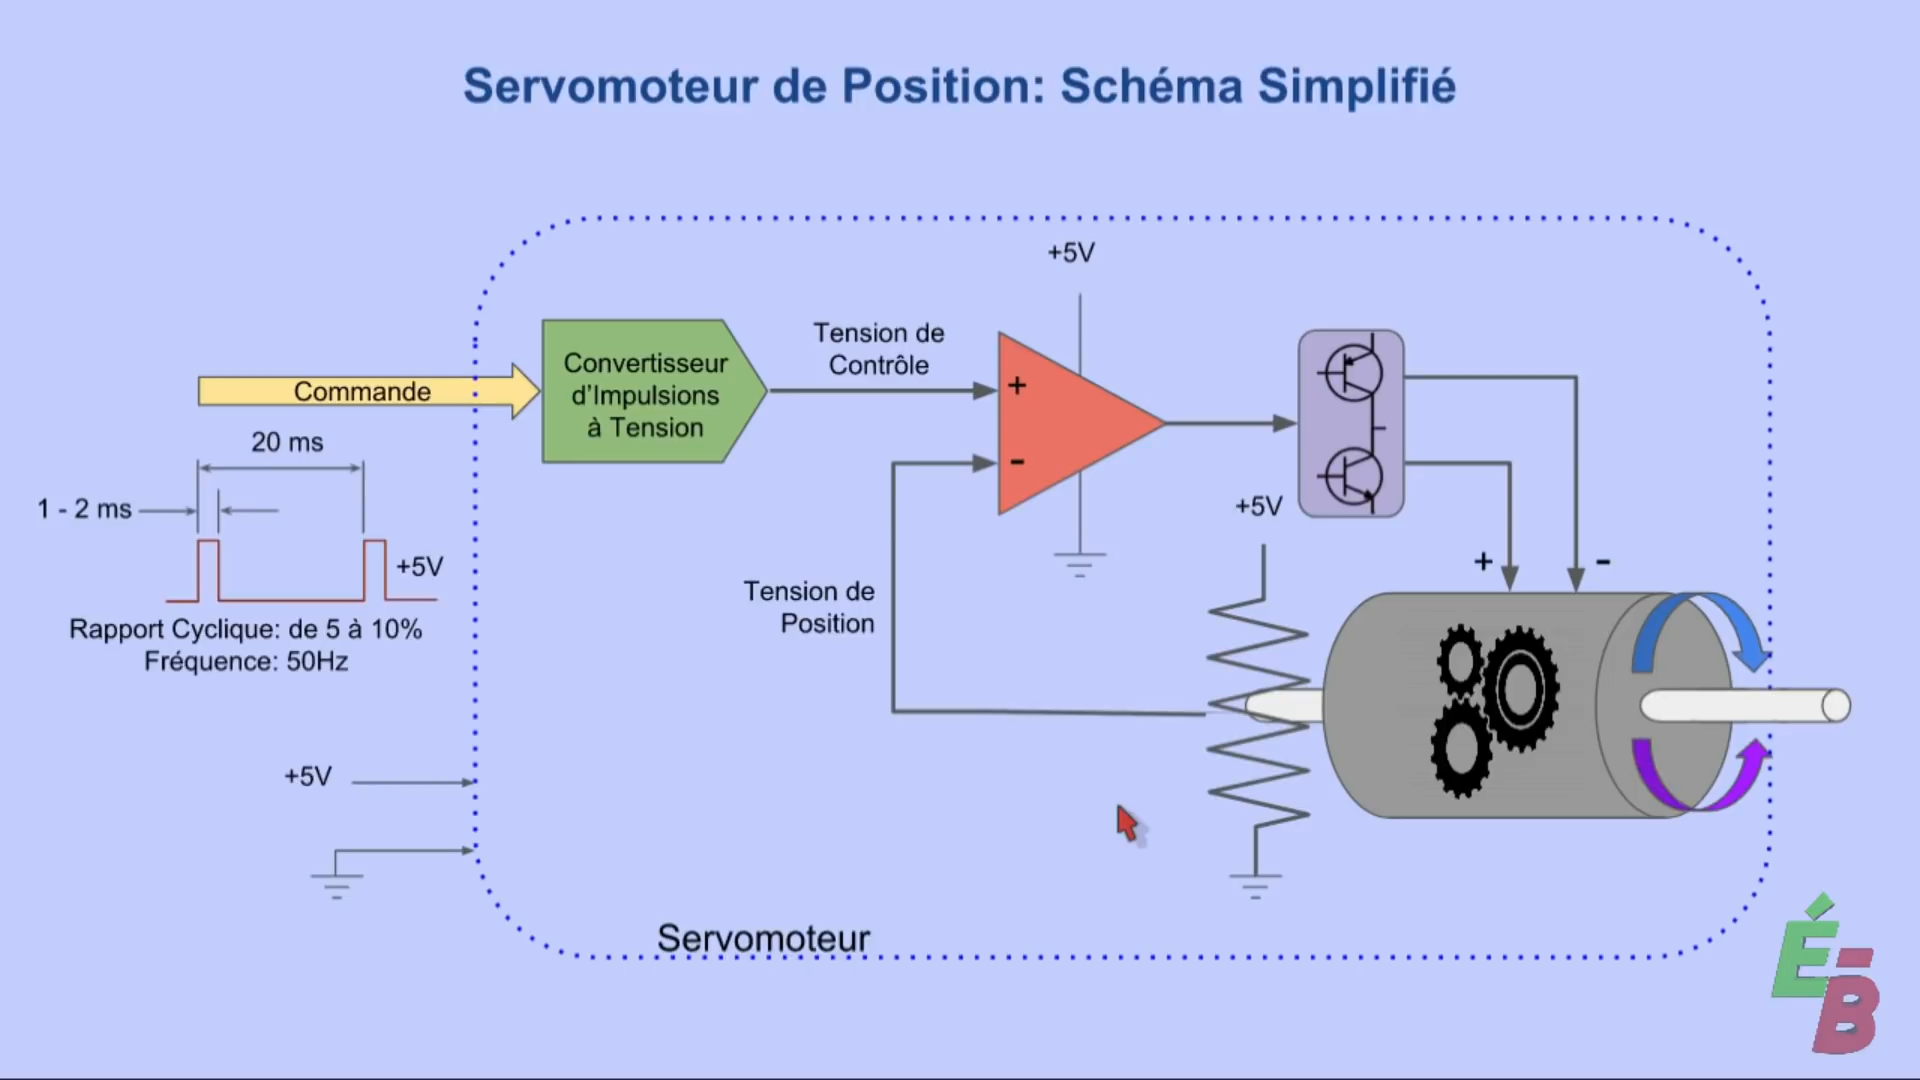 Servomoteur de Position: Schéma Simplifié
+5V
Commande
Convertisseur
d'Impulsions
à Tension
Tension de
Contrôle
+
-
20 ms
1 - 2 ms
+5V
Rapport Cyclique: de 5 à 10%
Fréquence: 50Hz
+5V
+ -
Tension de
Position
+5V
Servomoteur
É-B